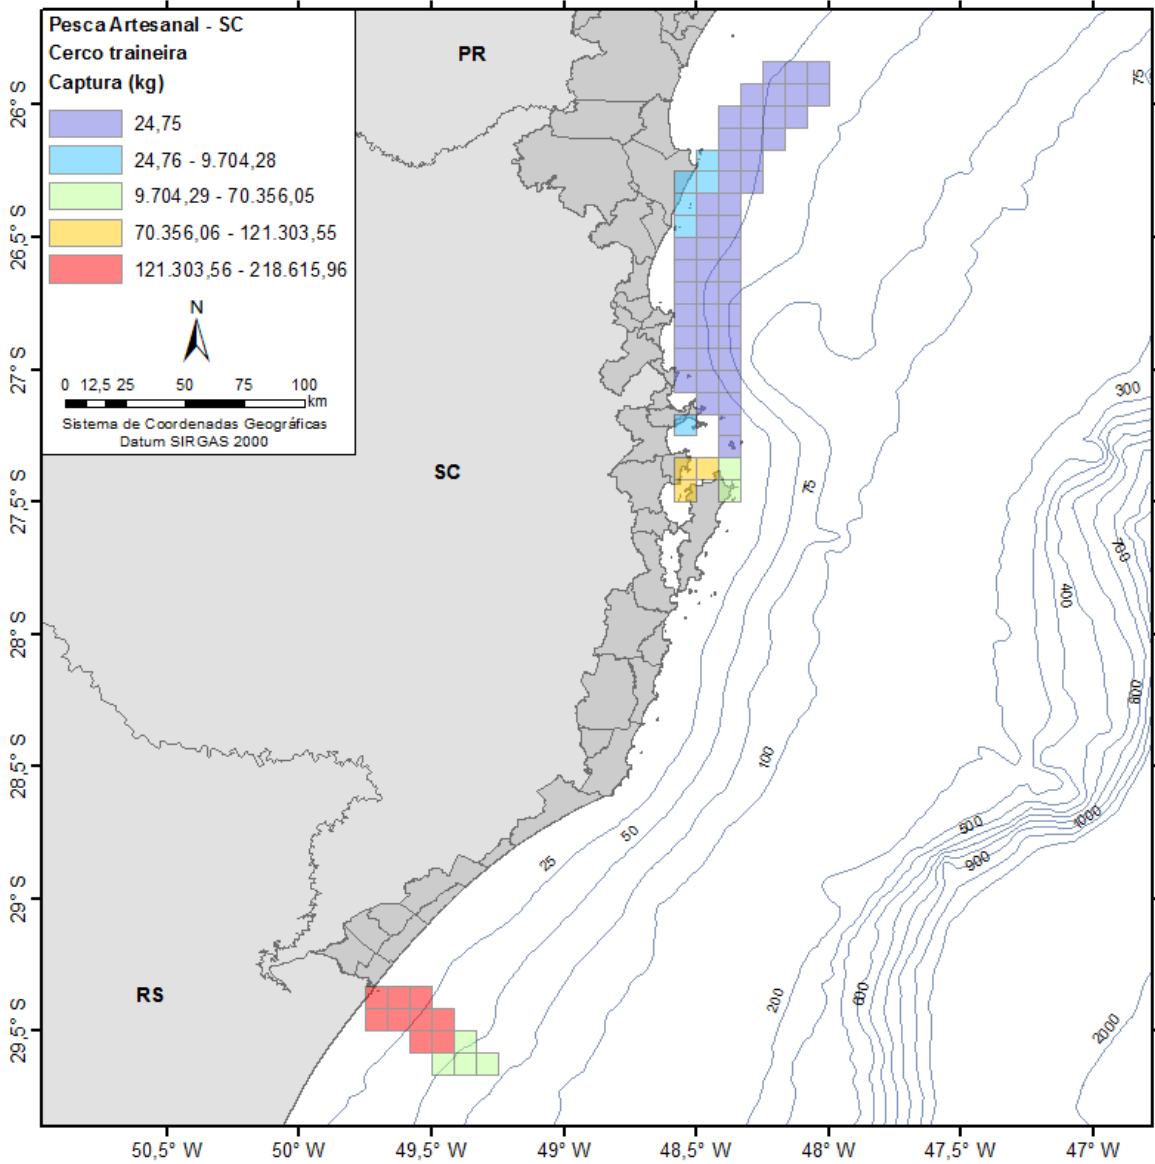 Pesca Artesanal - SC
Cerco traineira
Captura (kg)
24,75
24,76 - 9.704,28
9.704,29 - 70.356,05
70.356,06 - 121.303,55
121.303,56 - 218.615,96
N
0 12,5 25 50 75 100
km
Sistema de Coordenadas Geográficas
Datum SIRGAS 2000
PR
SC
RS
75
300
75
700
400
800
100
50
25
500
1000
900
200
600
2000
26° S
26,5° S
27° S
27,5° S
28° S
28,5° S
29° S
29,5° S
50,5° W
50° W
49,5° W
49° W
48,5° W
48° W
47,5° W
47° W